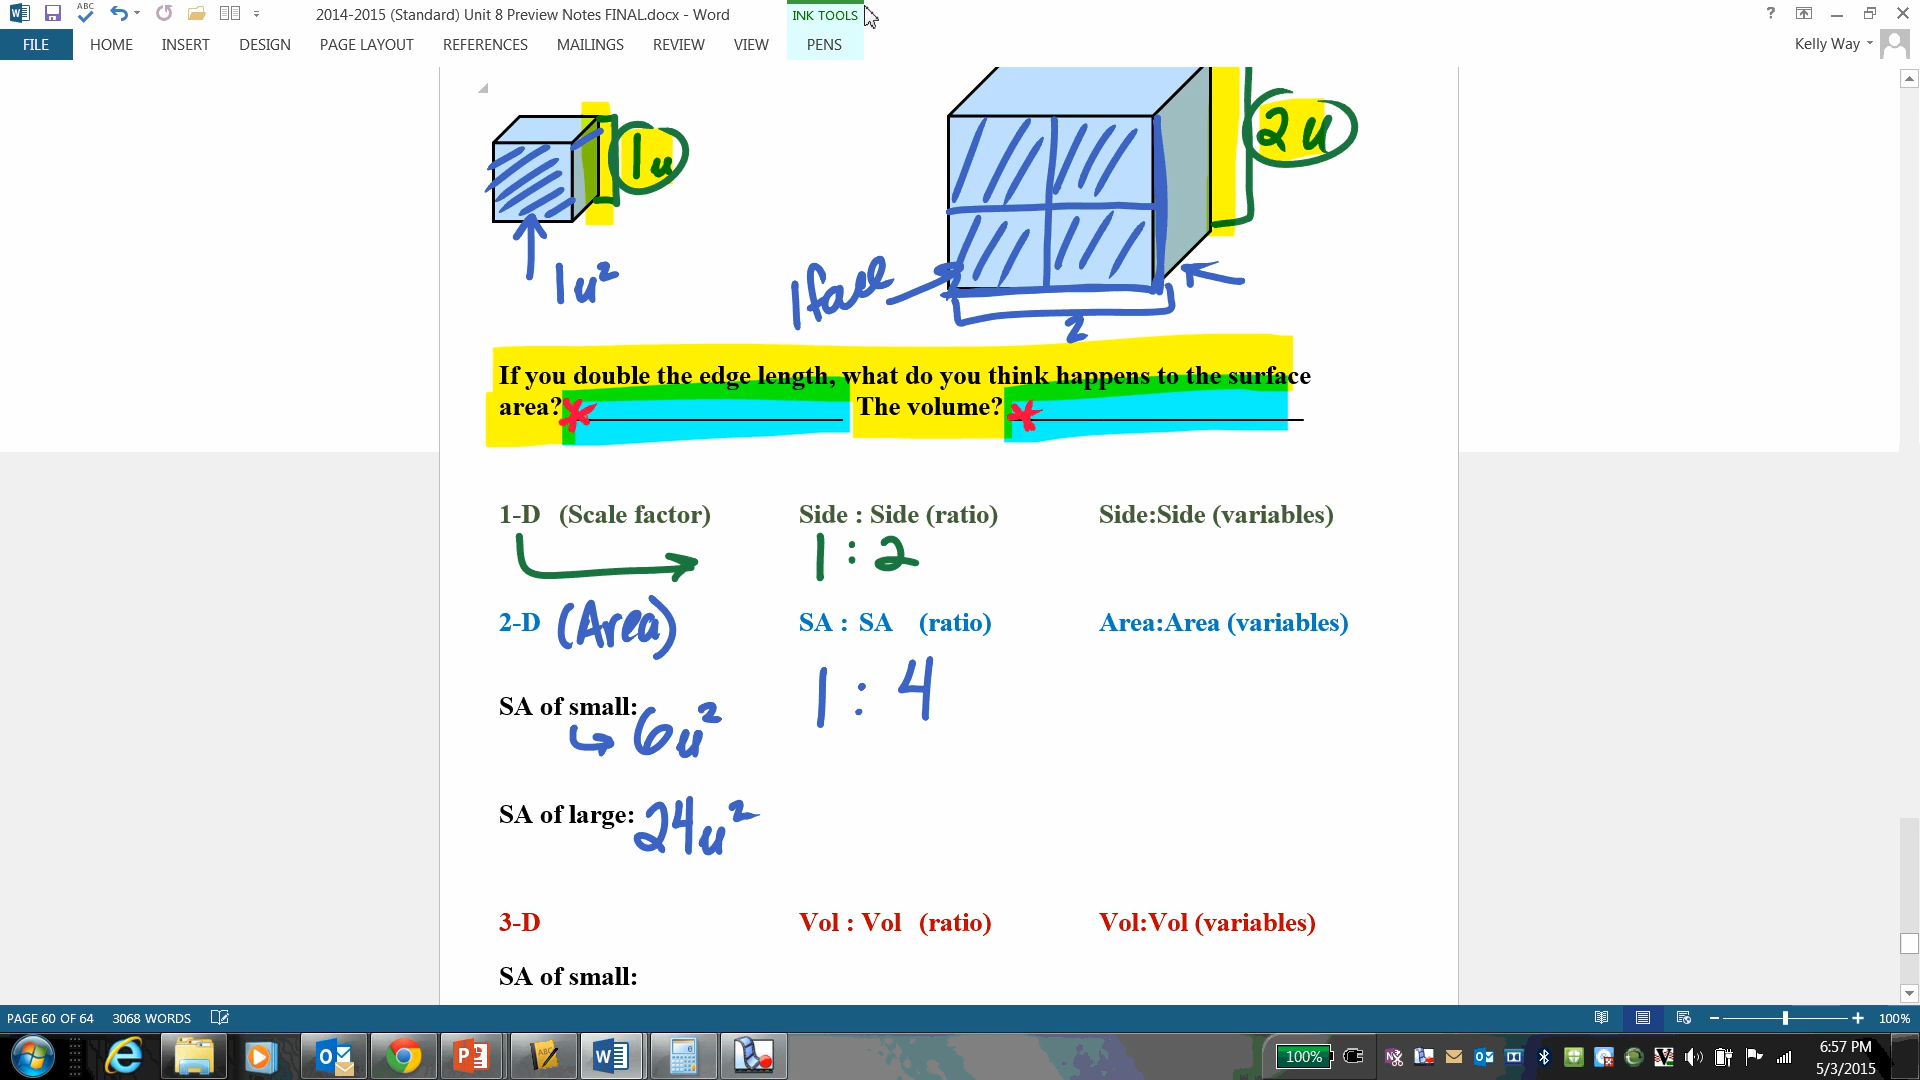 2014-2015 (Standard) Unit 8 Preview Notes FINAL.docx - Word
INK TOOLS
FILE HOME INSERT DESIGN PAGE LAYOUT REFERENCES MAILINGS REVIEW VIEW PENS
Kelly Way
1u
2u
1u²
1 face
2
If you double the edge length, what do you think happens to the surface
area? The volume?
1-D (Scale factor) Side : Side (ratio) Side:Side (variables)
1 : 2
2-D (Area) SA : SA (ratio) Area:Area (variables)
1 : 4
SA of small:
6u²
SA of large: 24u²
3-D Vol : Vol (ratio) Vol:Vol (variables)
SA of small:
PAGE 60 OF 64 3068 WORDS 100%
100%
6:57 PM
5/3/2015